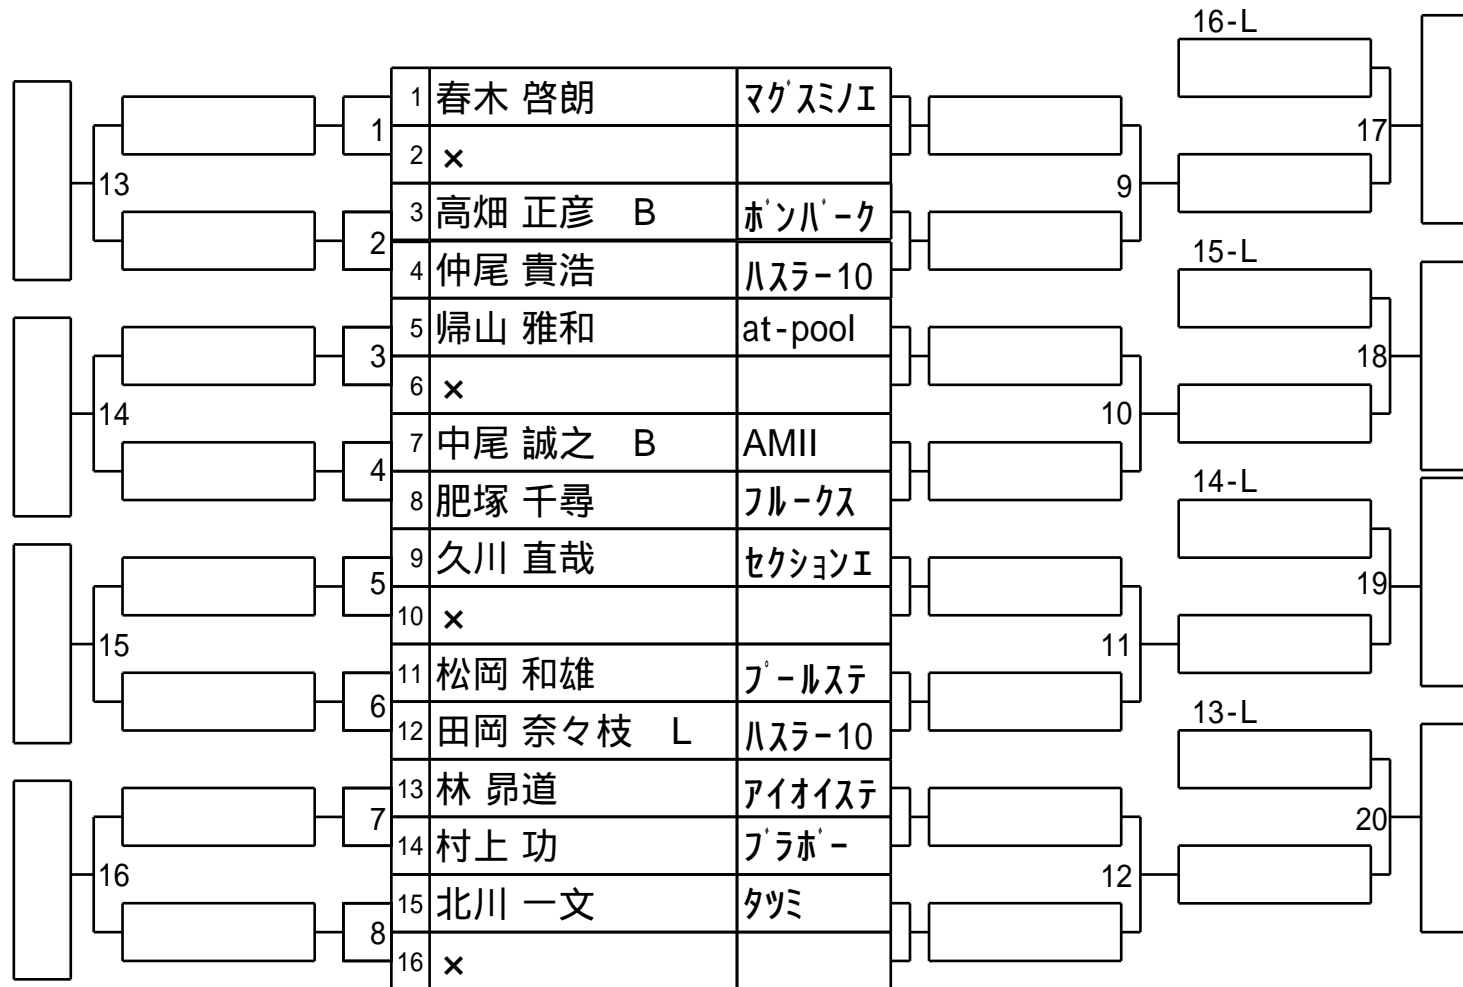 16-L
1 春木 啓朗 マグスミノエ
1
17
2 ×
13
9
3 高畑 正彦 B ボンバーク
2
15-L
4 仲尾 貴浩 ハスラー10
5 帰山 雅和 at-pool
3
18
6 ×
14
10
7 中尾 誠之 B AMII
4
14-L
8 肥塚 千尋 フルークス
9 久川 直哉 セクションエ
5
19
10 ×
15
11
11 松岡 和雄 プールステ
6
13-L
12 田岡 奈々枝 L ハスラー10
13 林 昴道 アイオイステ
7
20
14 村上 功 ブラボー
16
12
15 北川 一文 タツミ
8
16 ×